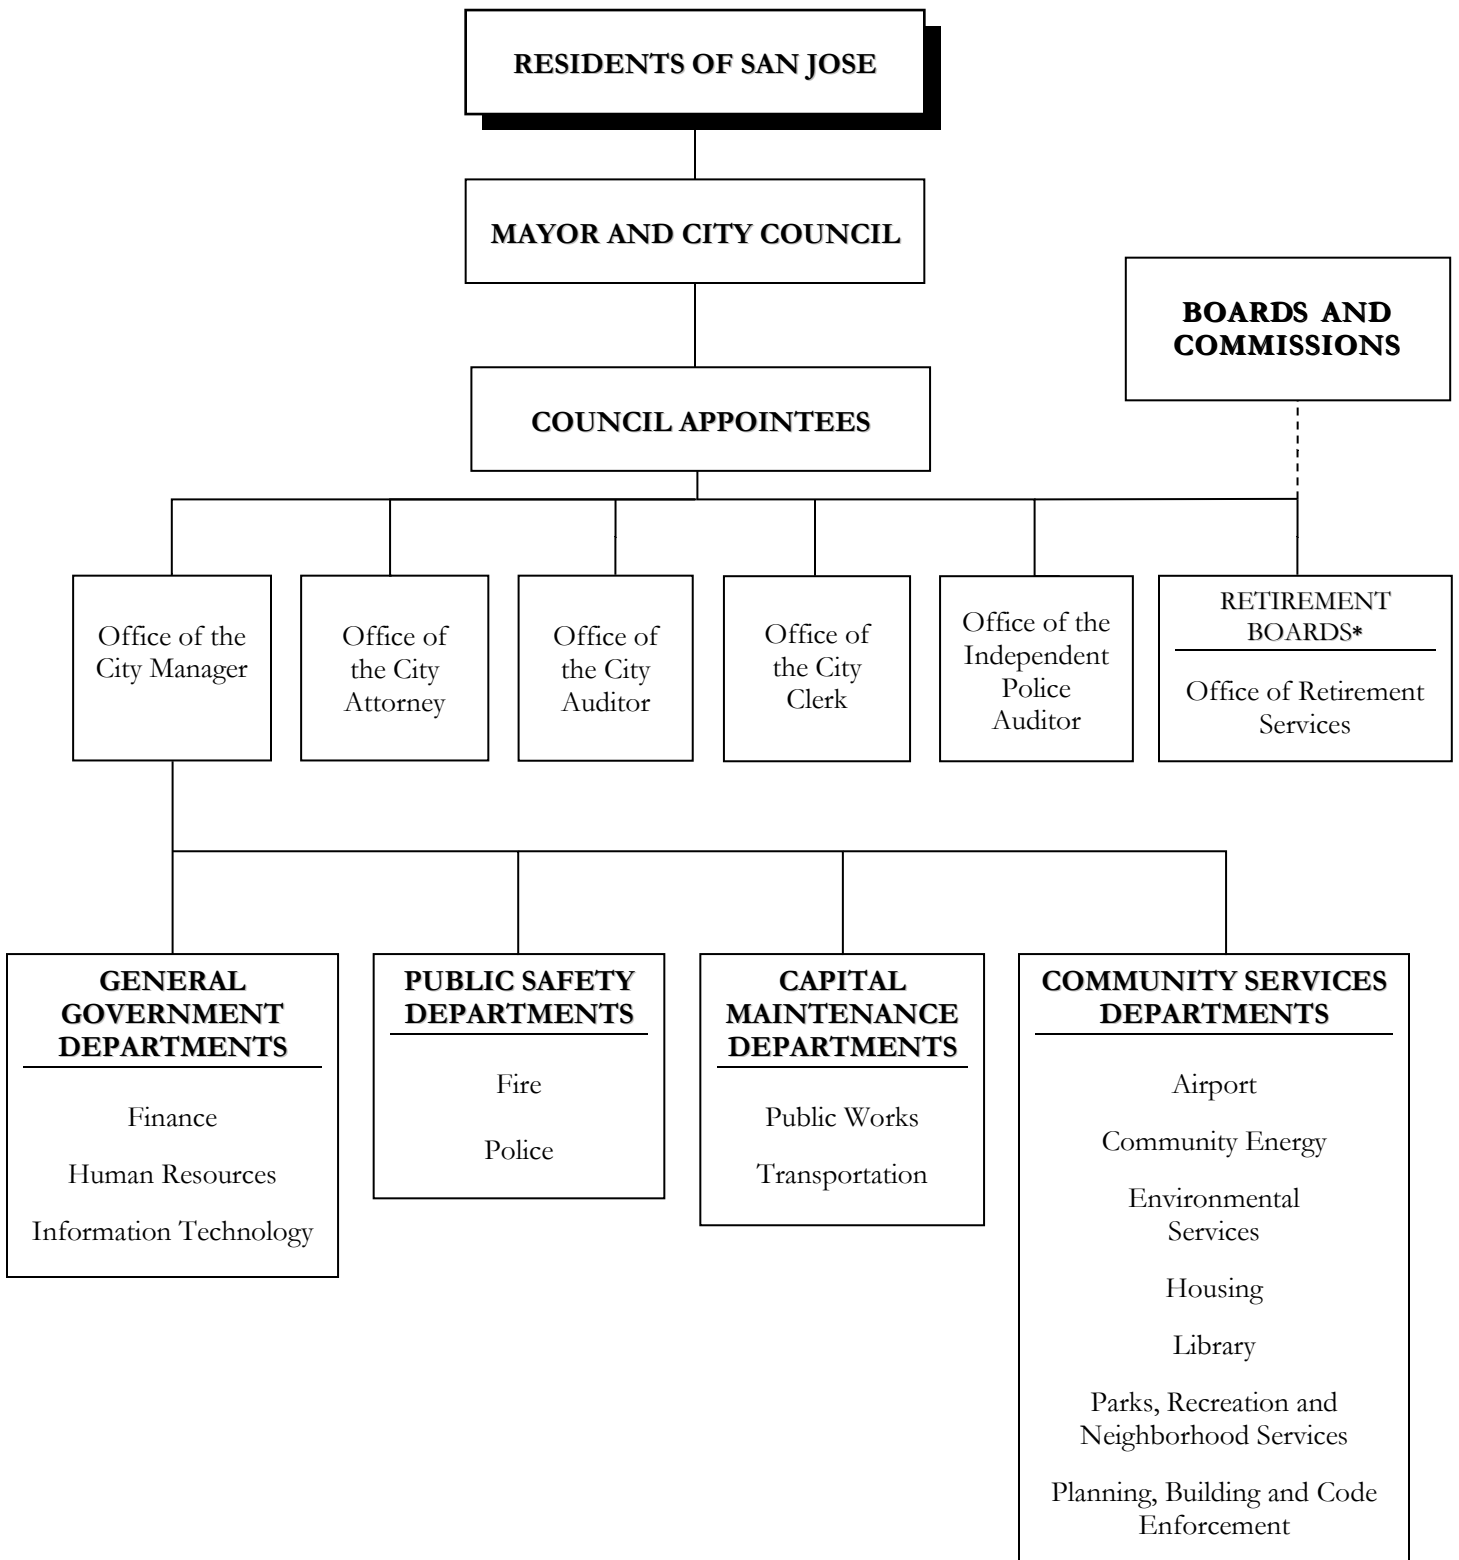 RESIDENTS OF SAN JOSE
MAYOR AND CITY COUNCIL
BOARDS AND
COMMISSIONS
COUNCIL APPOINTEES
Office of the
City Manager
Office of
the City
Attorney
Office of
the City
Auditor
Office of
the City
Clerk
Office of the
Independent
Police
Auditor
RETIREMENT
BOARDS*
Office of Retirement
Services
GENERAL
GOVERNMENT
DEPARTMENTS
Finance
Human Resources
Information Technology
PUBLIC SAFETY
DEPARTMENTS
Fire
Police
CAPITAL
MAINTENANCE
DEPARTMENTS
Public Works
Transportation
COMMUNITY SERVICES
DEPARTMENTS
Airport
Community Energy
Environmental
Services
Housing
Library
Parks, Recreation and
Neighborhood Services
Planning, Building and Code
Enforcement